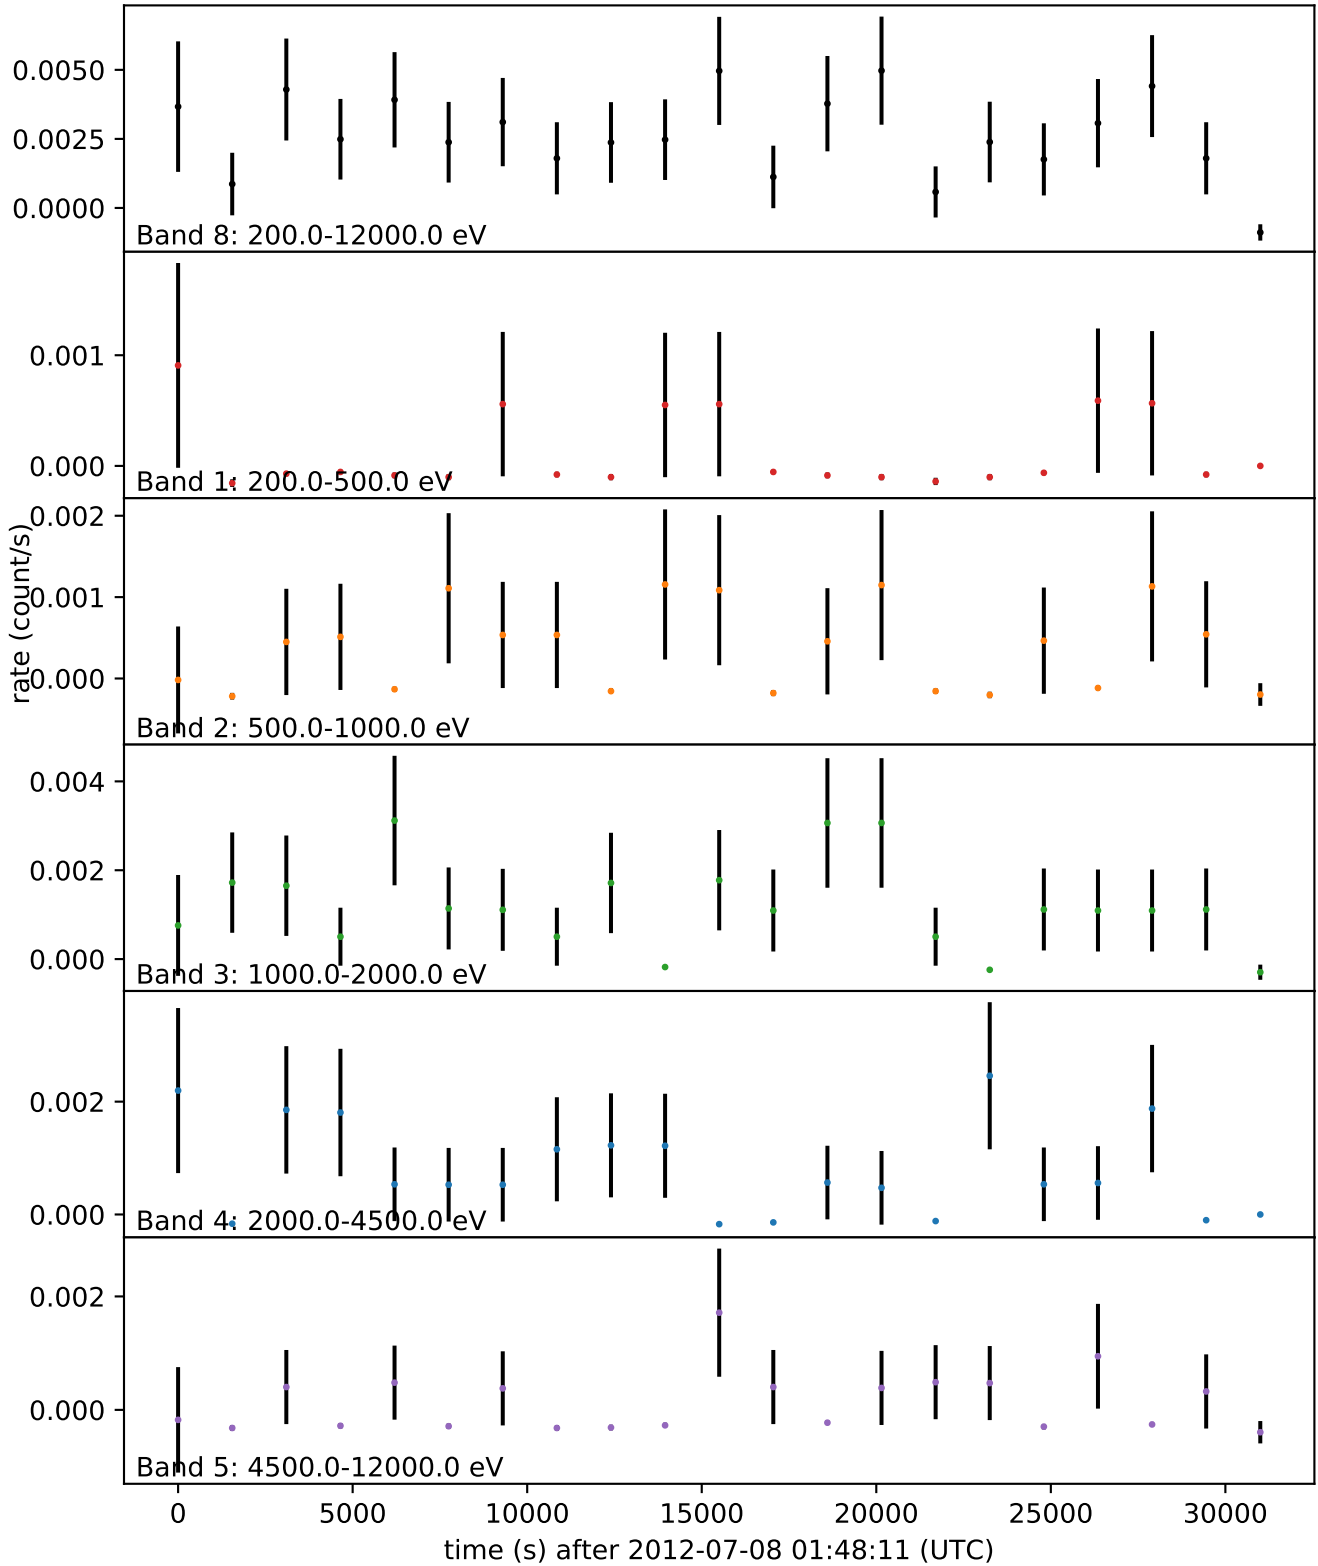 0.0050
0.0025
0.0000
Band 8: 200.0-12000.0 eV
0.001
0.000
Band 1: 200.0-500.0 eV
rate (count/s)
0.002
0.001
0.000
Band 2: 500.0-1000.0 eV
0.004
0.002
0.000
Band 3: 1000.0-2000.0 eV
0.002
0.000
Band 4: 2000.0-4500.0 eV
0.002
0.000
Band 5: 4500.0-12000.0 eV
0 5000 10000 15000 20000 25000 30000
time (s) after 2012-07-08 01:48:11 (UTC)